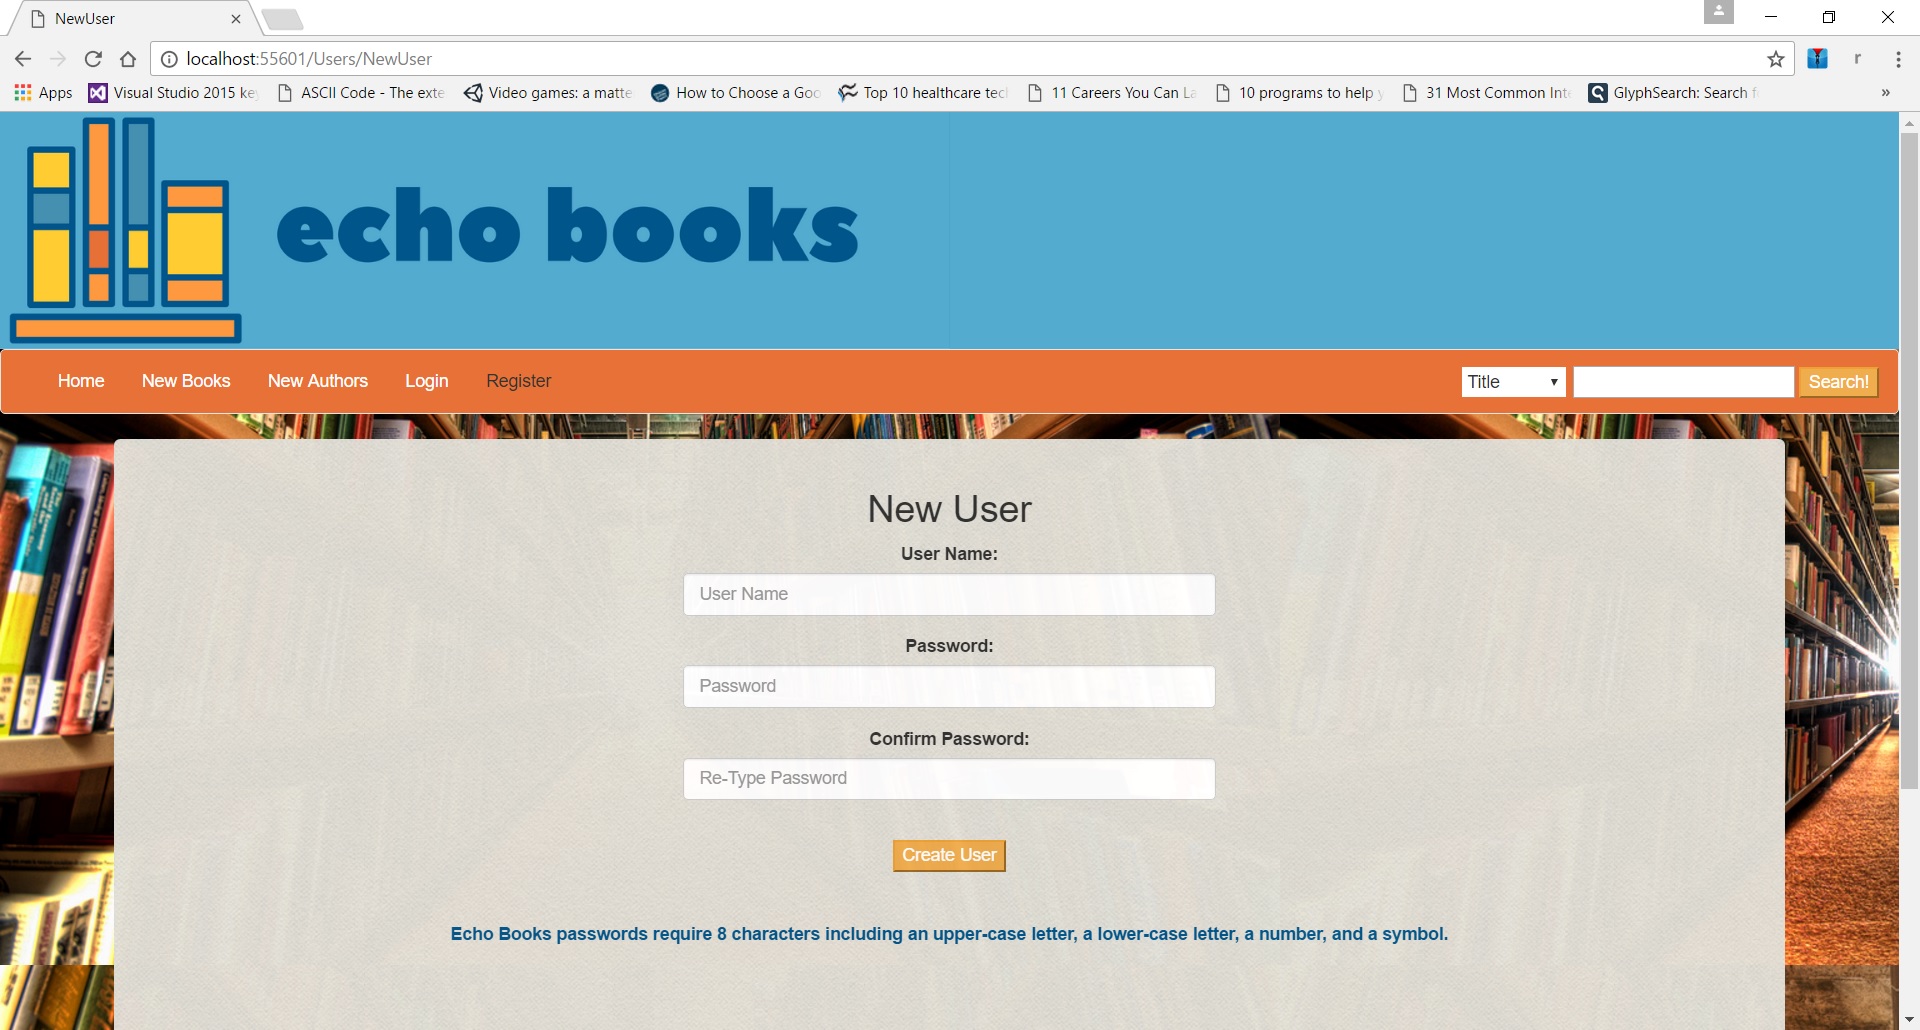 NewUser
localhost:55601/Users/NewUser
r
Apps Visual Studio 2015 ke ASCII Code - The exte Video games: a matte How to Choose a Goo Top 10 healthcare tec 11 Careers You Can La 10 programs to help y 31 Most Common Int GlyphSearch: Search f »
echo books
Home New Books New Authors Login Register Title Search!
New User
User Name:
User Name
Password:
Password
Confirm Password:
Re-Type Password
Create User
Echo Books passwords require 8 characters including an upper-case letter, a lower-case letter, a number, and a symbol.